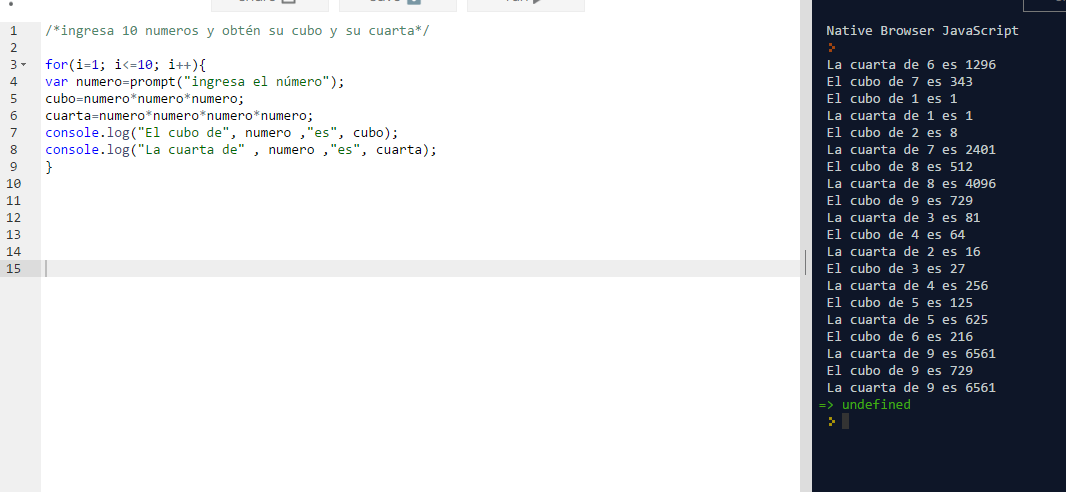 1 /*ingresa 10 numeros y obtén su cubo y su cuarta*/
2
3 for(i=1; i<=10; i++){
4 var numero=prompt("ingresa el número");
5 cubo=numero*numero*numero;
6 cuarta=numero*numero*numero*numero;
7 console.log("El cubo de", numero ,"es", cubo);
8 console.log("La cuarta de" , numero ,"es", cuarta);
9 }
10
11
12
13
14
15
Native Browser JavaScript
La cuarta de 6 es 1296
El cubo de 7 es 343
El cubo de 1 es 1
La cuarta de 1 es 1
El cubo de 2 es 8
La cuarta de 7 es 2401
El cubo de 8 es 512
La cuarta de 8 es 4096
El cubo de 9 es 729
La cuarta de 3 es 81
El cubo de 4 es 64
La cuarta de 2 es 16
El cubo de 3 es 27
La cuarta de 4 es 256
El cubo de 5 es 125
La cuarta de 5 es 625
El cubo de 6 es 216
La cuarta de 9 es 6561
El cubo de 9 es 729
La cuarta de 9 es 6561
=> undefined